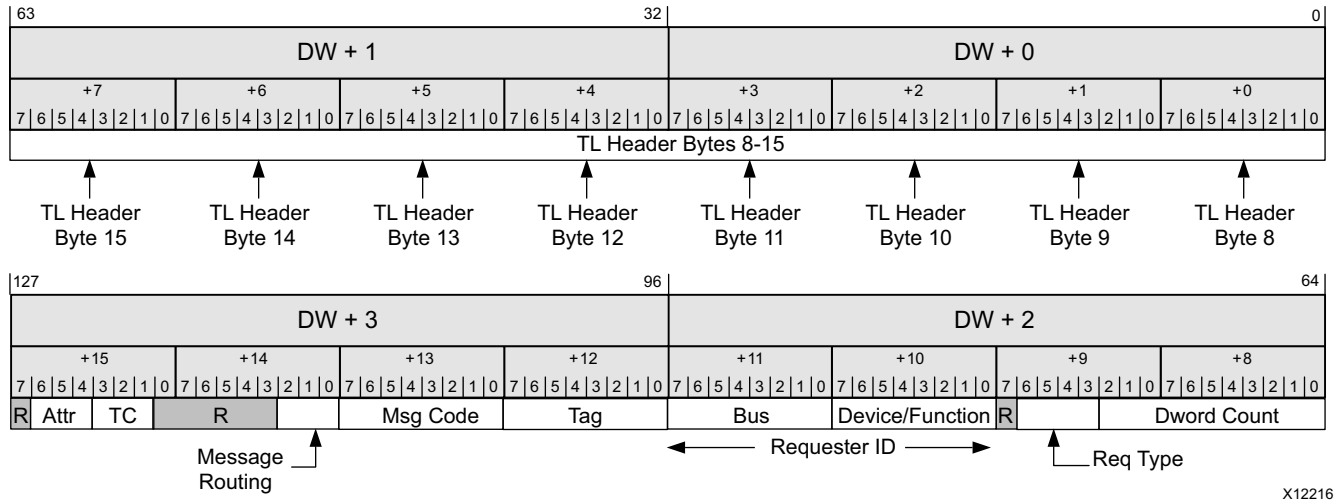 63 32 0
DW + 1 DW + 0
+7 +6 +5 +4 +3 +2 +1 +0
7 6 5 4 3 2 1 0 7 6 5 4 3 2 1 0 7 6 5 4 3 2 1 0 7 6 5 4 3 2 1 0 7 6 5 4 3 2 1 0 7 6 5 4 3 2 1 0 7 6 5 4 3 2 1 0 7 6 5 4 3 2 1 0
TL Header Bytes 8-15
TL Header TL Header TL Header TL Header TL Header TL Header TL Header TL Header
Byte 15 Byte 14 Byte 13 Byte 12 Byte 11 Byte 10 Byte 9 Byte 8
127 96 64
DW + 3 DW + 2
+15 +14 +13 +12 +11 +10 +9 +8
7 6 5 4 3 2 1 0 7 6 5 4 3 2 1 0 7 6 5 4 3 2 1 0 7 6 5 4 3 2 1 0 7 6 5 4 3 2 1 0 7 6 5 4 3 2 1 0 7 6 5 4 3 2 1 0 7 6 5 4 3 2 1 0
R Attr TC R Msg Code Tag Bus Device/Function R Dword Count
Message Requester ID Req Type
Routing
X12216